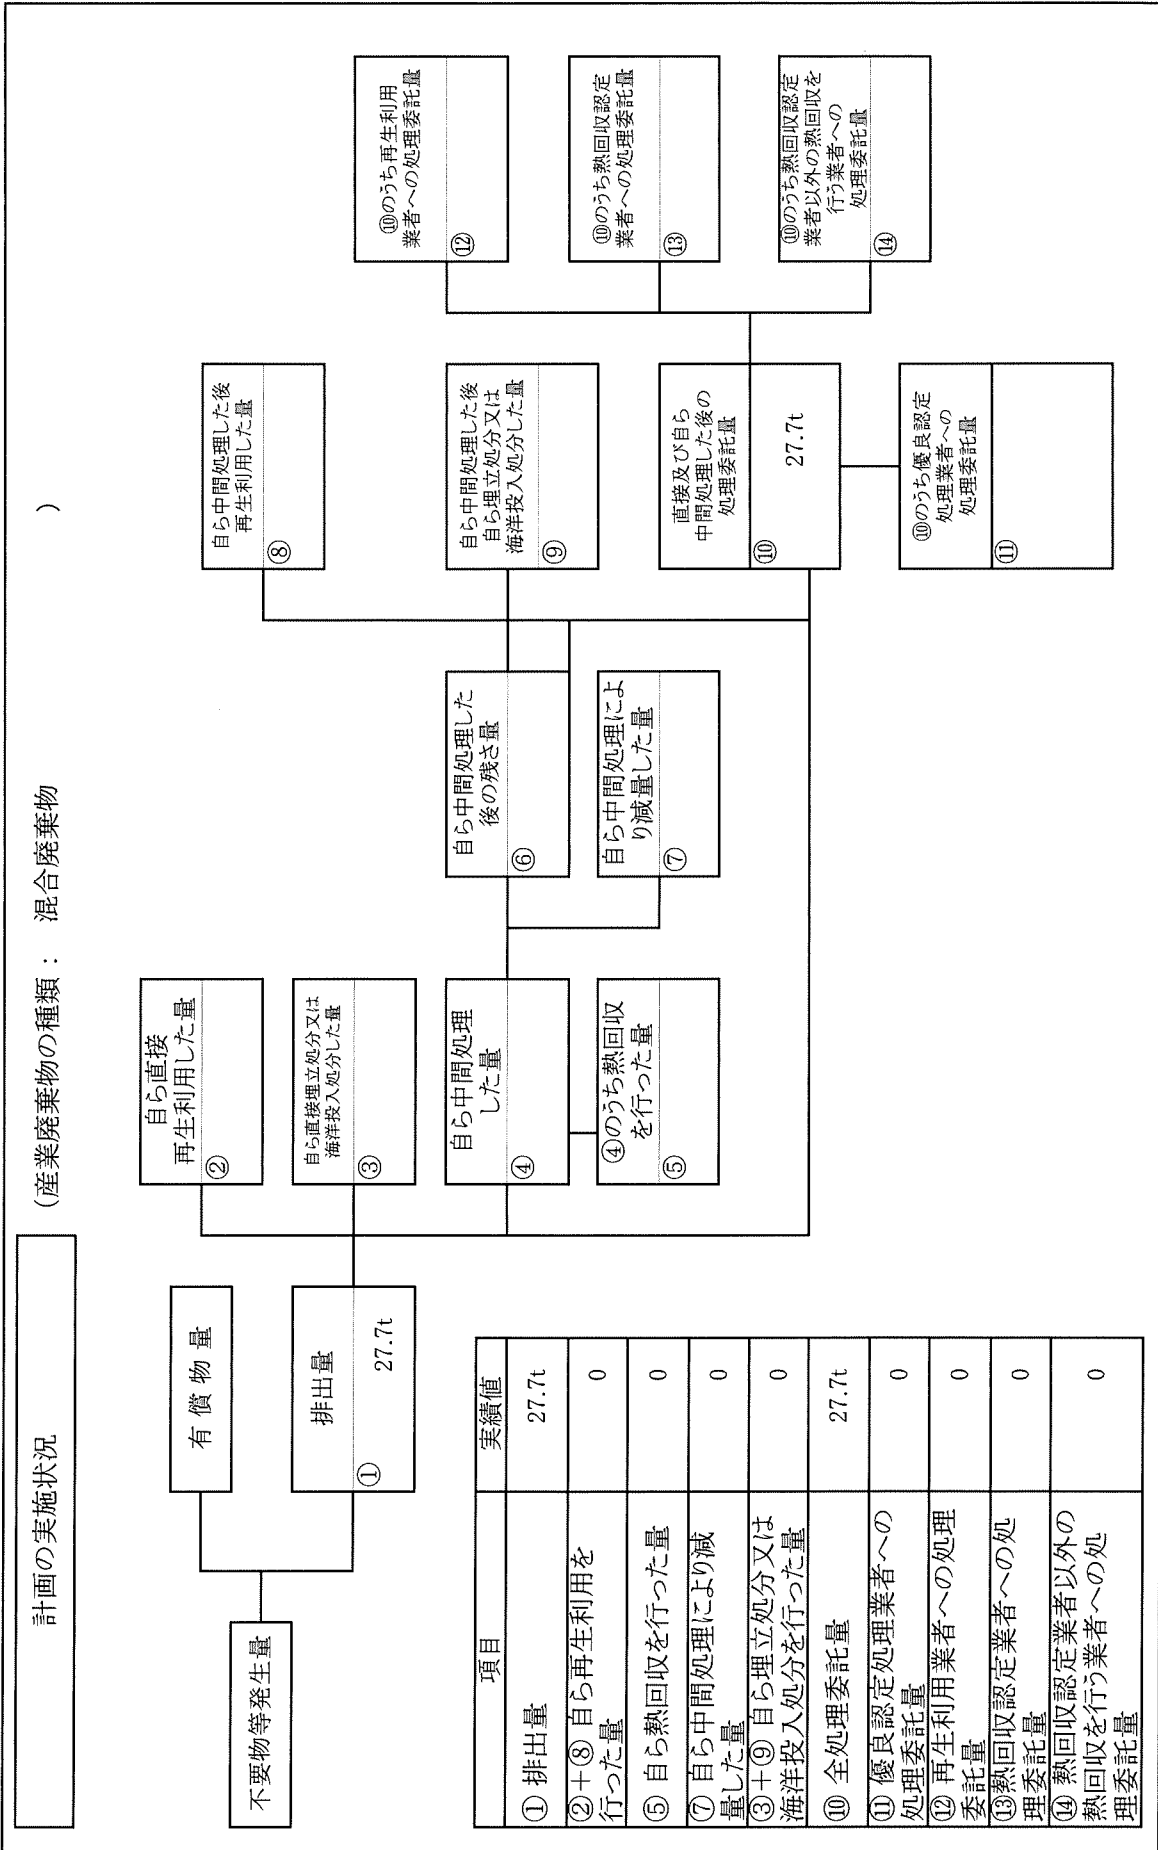 計画の実施状況
(産業廃棄物の種類： 混合廃棄物 )
不要物等発生量
有償物量
排出量
①
27.7t
自ら直接
再生利用した量
②
自ら直接埋立処分又は
海洋投入処分した量
③
自ら中間処理
した量
④
④のうち熱回収
を行った量
⑤
自ら中間処理した
後の残さ量
⑥
自ら中間処理によ
り減量した量
⑦
自ら中間処理した後
再生利用した量
⑧
自ら中間処理した後
自ら埋立処分又は
海洋投入処分した量
⑨
直接及び自ら
中間処理した後の
処理委託量
⑩
27.7t
⑩のうち優良認定
処理業者への
処理委託量
⑪
⑩のうち再生利用
業者への処理委託量
⑫
⑩のうち熱回収認定
業者への処理委託量
⑬
⑩のうち熱回収認定
業者以外の熱回収を
行う業者への
処理委託量
⑭
項目 実績値
① 排出量 27.7t
②＋⑧ 自ら再生利用を
行った量 0
⑤ 自ら熱回収を行った量 0
⑦ 自ら中間処理により減
量した量 0
③＋⑨ 自ら埋立処分又は
海洋投入処分を行った量 0
⑩ 全処理委託量 27.7t
⑪ 優良認定処理業者への
処理委託量 0
⑫ 再生利用業者への処理
委託量 0
⑬熱回収認定業者への処
理委託量 0
⑭ 熱回収認定業者以外の
熱回収を行う業者への処
理委託量 0